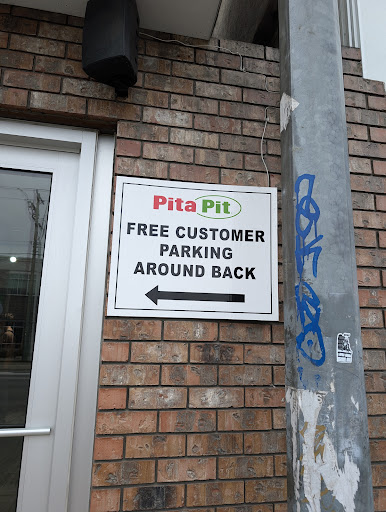 Pita Pit
FREE CUSTOMER
PARKING
AROUND BACK